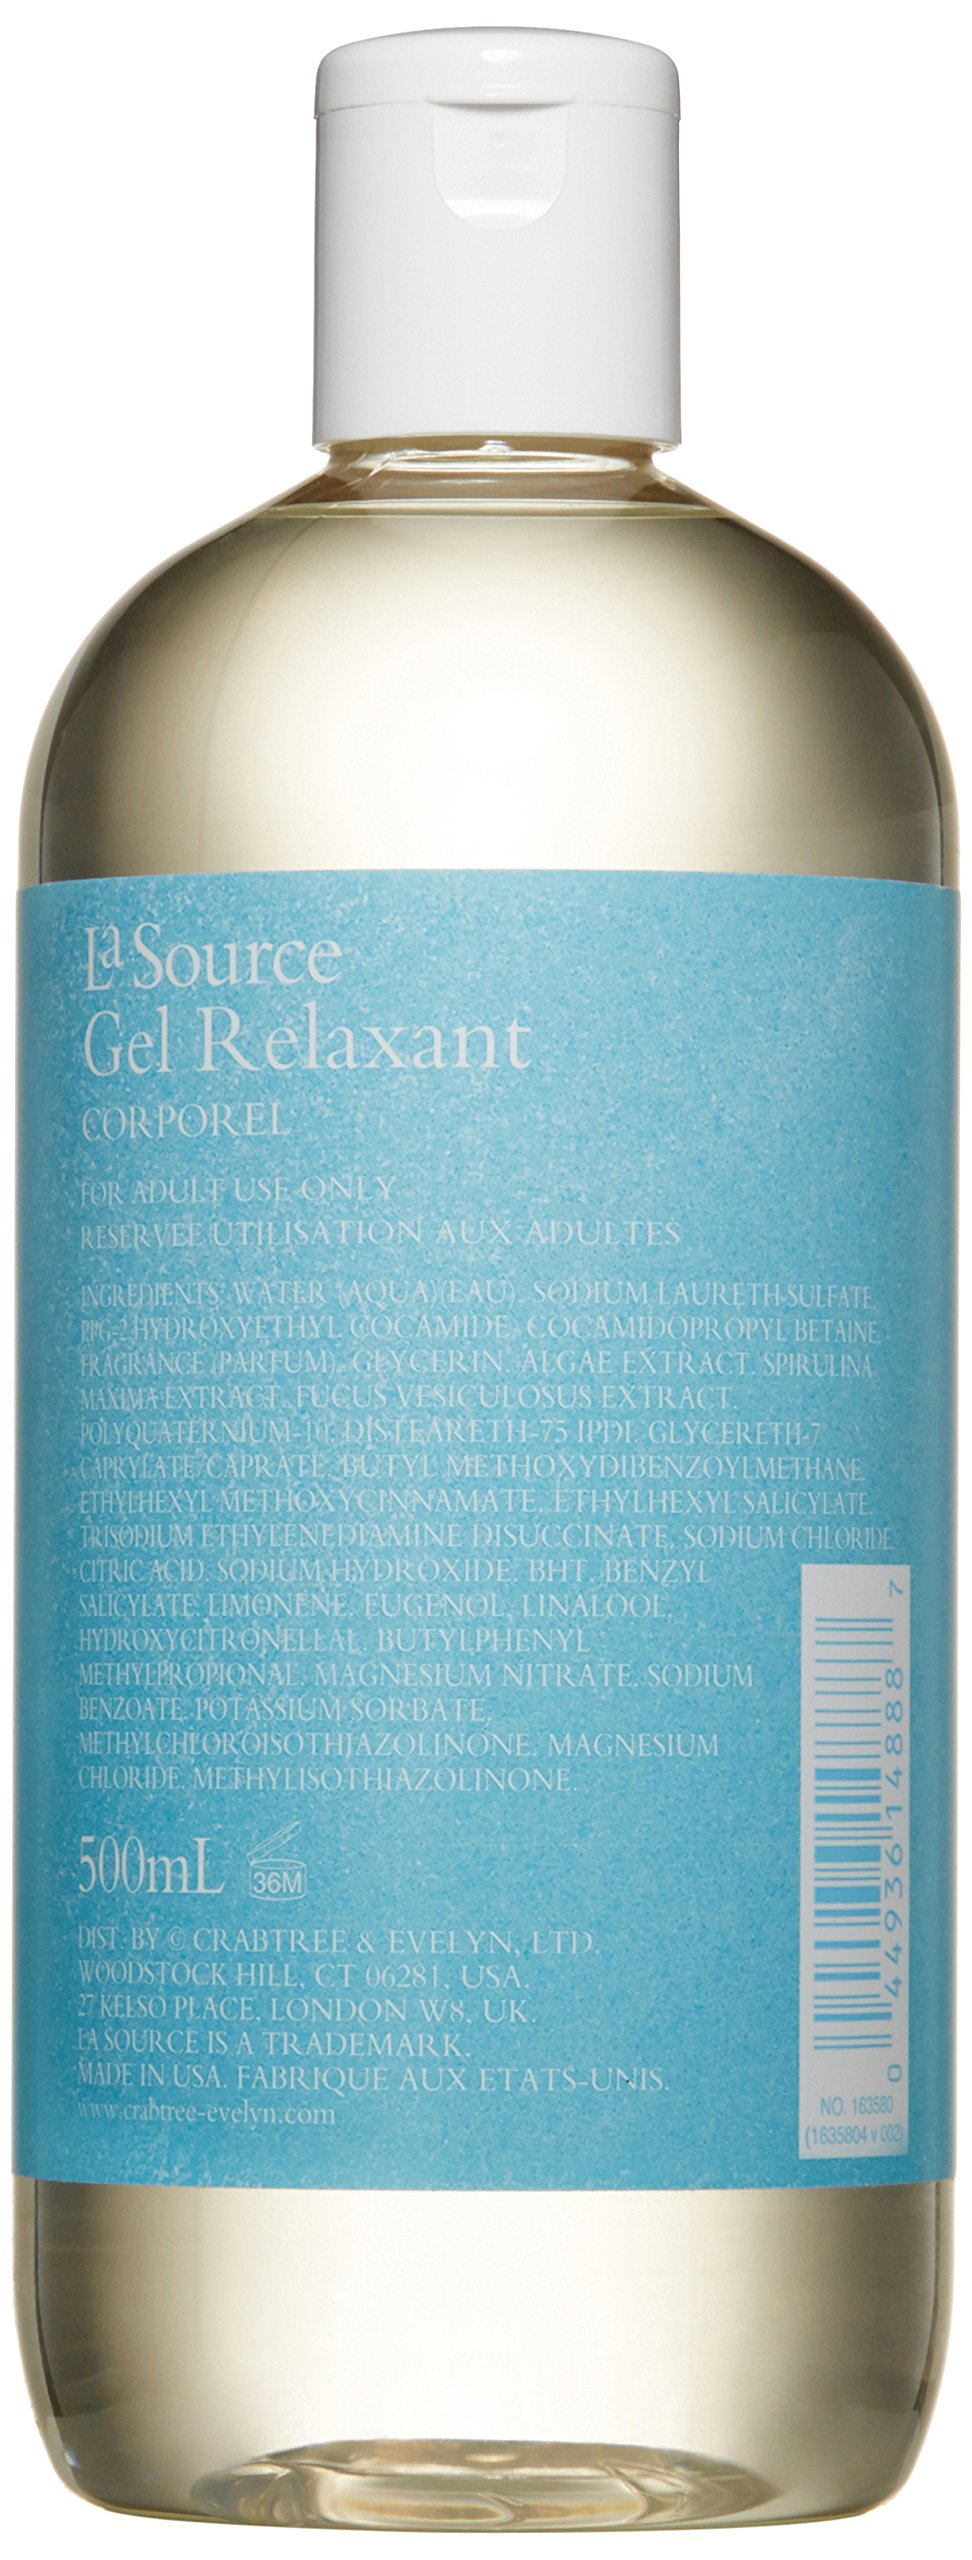 La Source
Gel Relaxant
CORPOREL
FOR ADULT USE ONLY
RESERVEE UTILISATION AUX ADULTES
INGREDIENTS: WATER (AQUA)(EAU), SODIUM LAURETH-SULFATE,
PPG-2 HYDROXYETHYL COCAMIDE, COCAMIDOPROPYL BETAINE,
FRAGRANCE (PARFUM), GLYCERIN, ALGAE EXTRACT, SPIRULINA
MAXIMA EXTRACT, FUCUS VESICULOSUS EXTRACT,
POLYQUATERNIUM-10, DISTEARETH-75 IPDI, GLYCERETH-7
CAPRYLATE/CAPRATE, BUTYL METHOXYDIBENZOYLMETHANE,
ETHYLHEXYL METHOXYCINNAMATE, ETHYLHEXYL SALICYLATE,
TRISODIUM ETHYLENEDIAMINE DISUCCINATE, SODIUM CHLORIDE,
CITRIC ACID, SODIUM HYDROXIDE, BHT, BENZYL
SALICYLATE, LIMONENE, EUGENOL, LINALOOL,
HYDROXYCITRONELLAL, BUTYLPHENYL
METHYLPROPIONAL, MAGNESIUM NITRATE, SODIUM
BENZOATE, POTASSIUM SORBATE,
METHYLCHLOROISOTHIAZOLINONE, MAGNESIUM
CHLORIDE, METHYLISOTHIAZOLINONE.
500mL 36M
DIST. BY © CRABTREE & EVELYN, LTD.
WOODSTOCK HILL, CT 06281, USA.
27 KELSO PLACE, LONDON W8, UK.
LA SOURCE IS A TRADEMARK.
MADE IN USA. FABRIQUE AUX ETATS-UNIS.
www.crabtree-evelyn.com
0 44936 14888 7
NO. 163580
(1635804 v 002)